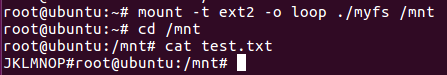 root@ubuntu:~# mount -t ext2 -o loop ./myfs /mnt
root@ubuntu:~# cd /mnt
root@ubuntu:/mnt# cat test.txt
JKLMNOP#root@ubuntu:/mnt#